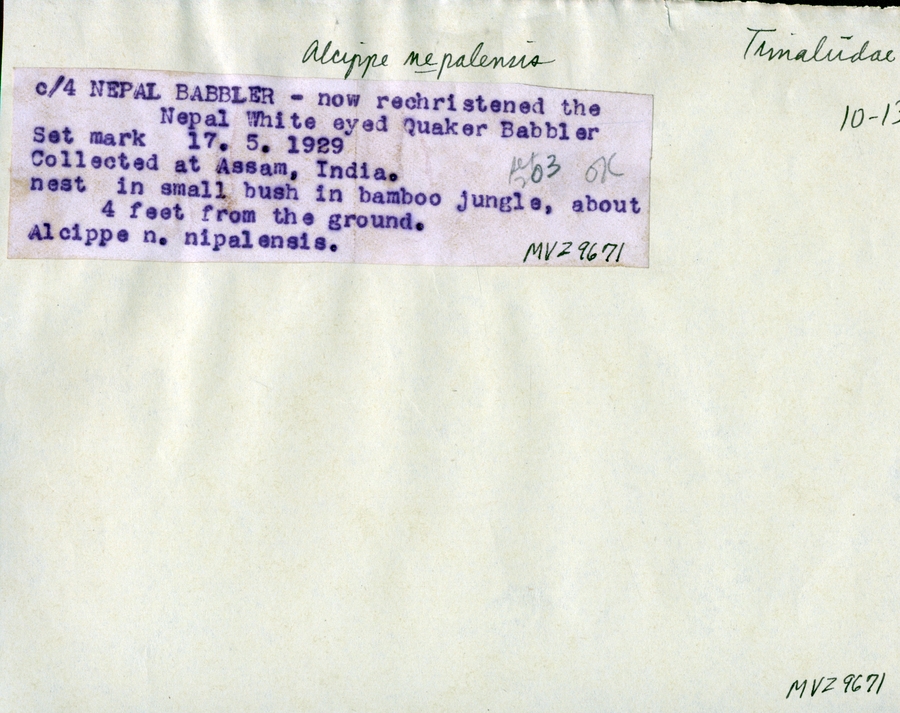 Alcippe nepalensis
Timaliidae
10-13
c/4 NEPAL BABBLER - now rechristened the
Nepal White eyed Quaker Babbler
Set mark 17. 5. 1929
Collected at Assam, India.
OK
nest in small bush in bamboo jungle, about
4 feet from the ground.
Alcippe n. nipalensis.
MVZ 9671
MVZ 9671